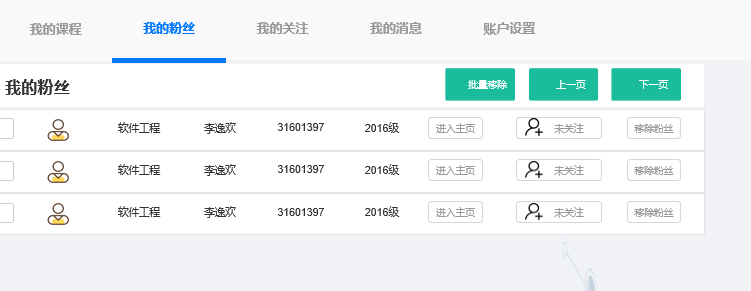 我的课程 我的粉丝 我的关注 我的消息 账户设置
我的粉丝 批量移除 上一页 下一页
软件工程 李逸欢 31601397 2016级 进入主页 未关注 移除粉丝
软件工程 李逸欢 31601397 2016级 进入主页 未关注 移除粉丝
软件工程 李逸欢 31601397 2016级 进入主页 未关注 移除粉丝